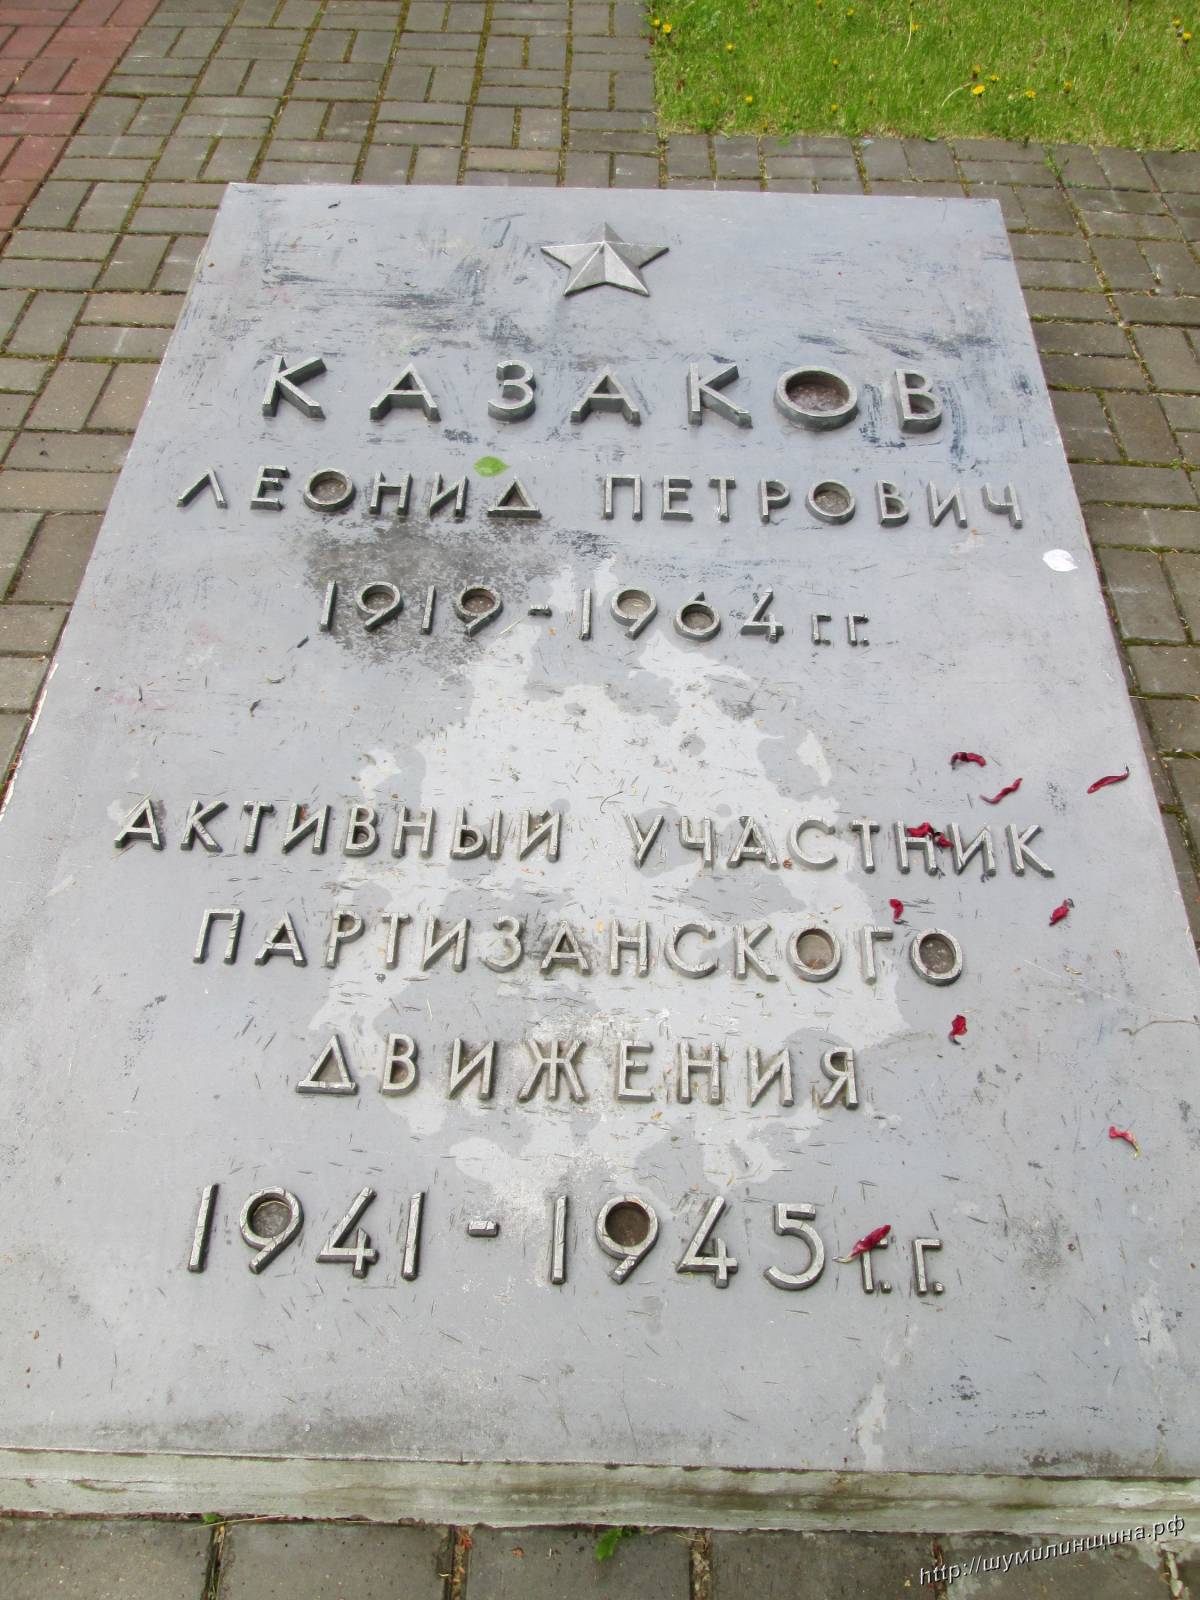 КАЗАКОВ
ЛЕОНИД ПЕТРОВИЧ
1919-1964 г.г.
АКТИВНЫЙ УЧАСТНИК
ПАРТИЗАНСКОГО
ДВИЖЕНИЯ
1941-1945 г.г.
http://шумилинщина.рф